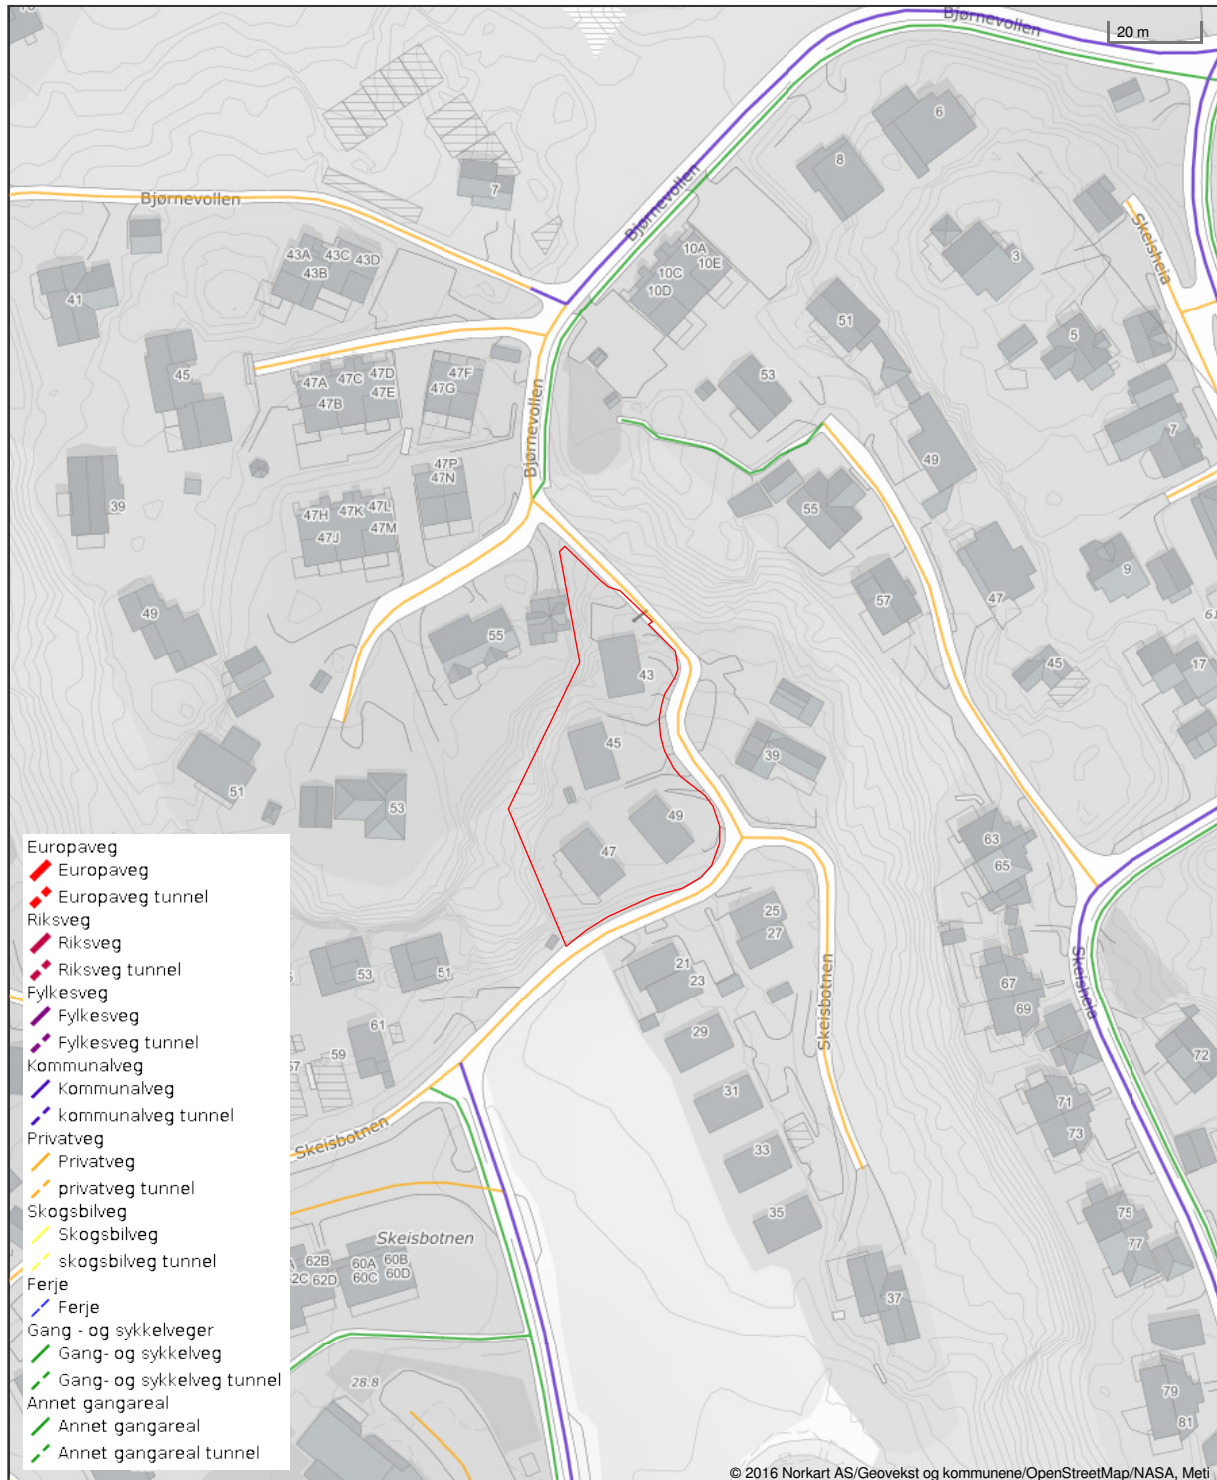 Bjørnevollen
20 m
6
8
7
Bjørnevollen
Bjørnevollen
Skeisheia
10A
10E
10C
10D
3
43A
43C
43D
43B
41
51
5
45
47A
47C
47D
47E
47B
47F
47G
53
7
Bjørnevollen
49
47P
47N
39
47H
47K
47L
47M
47J
55
9
47
57
49
55
17
45
43
45
39
51
53
49
47
63
65
25
27
21
23
53
51
Skeisbotnen
Skeisheia
67
69
61
59
57
29
31
33
35
72
71
73
Skeisbotnen
75
77
Skeisbotnen
62B
62D
60A
60B
60C
60D
37
28.8
79
81
Europaveg
Europaveg
Europaveg tunnel
Riksveg
Riksveg
Riksveg tunnel
Fylkesveg
Fylkesveg
Fylkesveg tunnel
Kommunalveg
Kommunalveg
kommunalveg tunnel
Privatveg
Privatveg
privatveg tunnel
Skogsbilveg
Skogsbilveg
skogsbilveg tunnel
Ferje
Ferje
Gang - og sykkelveger
Gang- og sykkelveg
Gang- og sykkelveg tunnel
Annet gangareal
Annet gangareal
Annet gangareal tunnel
© 2016 Norkart AS/Geovekst og kommunene/OpenStreetMap/NASA, Meti